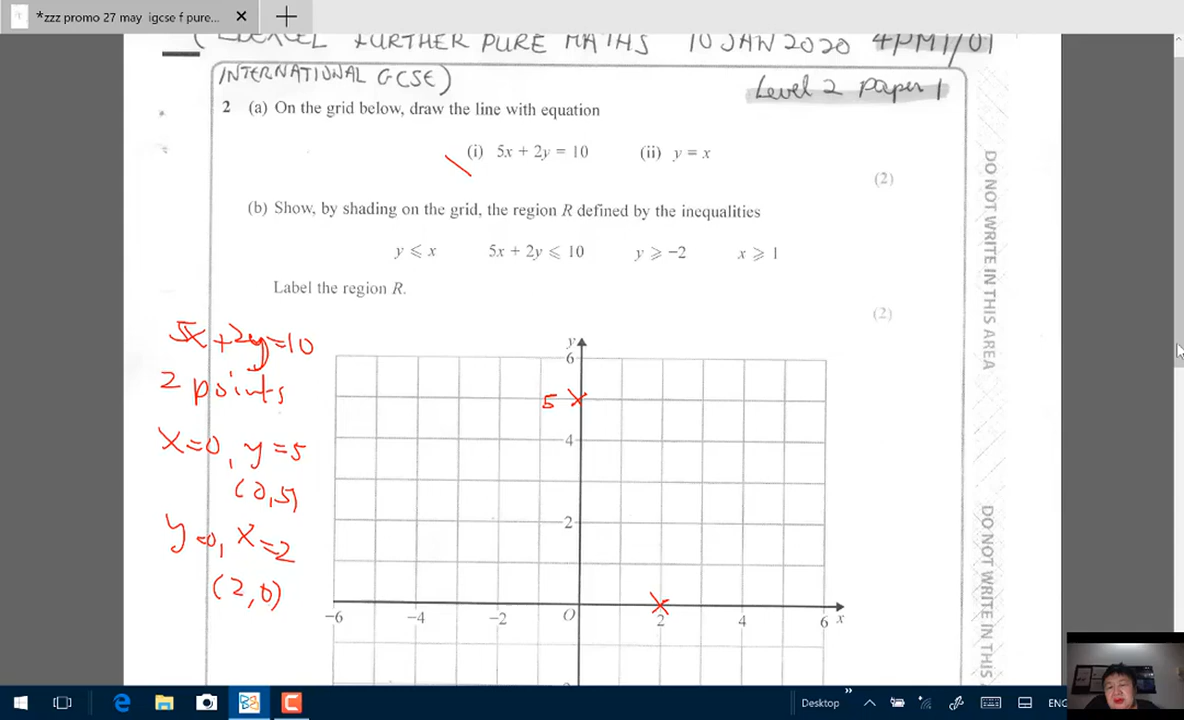 *zzz promo 27 may igcse f pure...
( EDEXCEL FURTHER PURE MATHS 10 JAN 2020 4PM1/01
INTERNATIONAL GCSE)
Level 2 Paper 1
2 (a) On the grid below, draw the line with equation
(i) 5x + 2y = 10 (ii) y = x
(2)
(b) Show, by shading on the grid, the region R defined by the inequalities
y ⩽ x 5x + 2y ⩽ 10 y ⩾ −2 x ⩾ 1
Label the region R.
(2)
5x+2y=10
2 points
x=0, y=5
(0,5)
y=0, x=2
(2,0)
y
6
5
4
2
-6 -4 -2 O 2 4 6 x
DO NOT WRITE IN THIS AREA
DO NOT WRITE IN THIS
Desktop
ENG